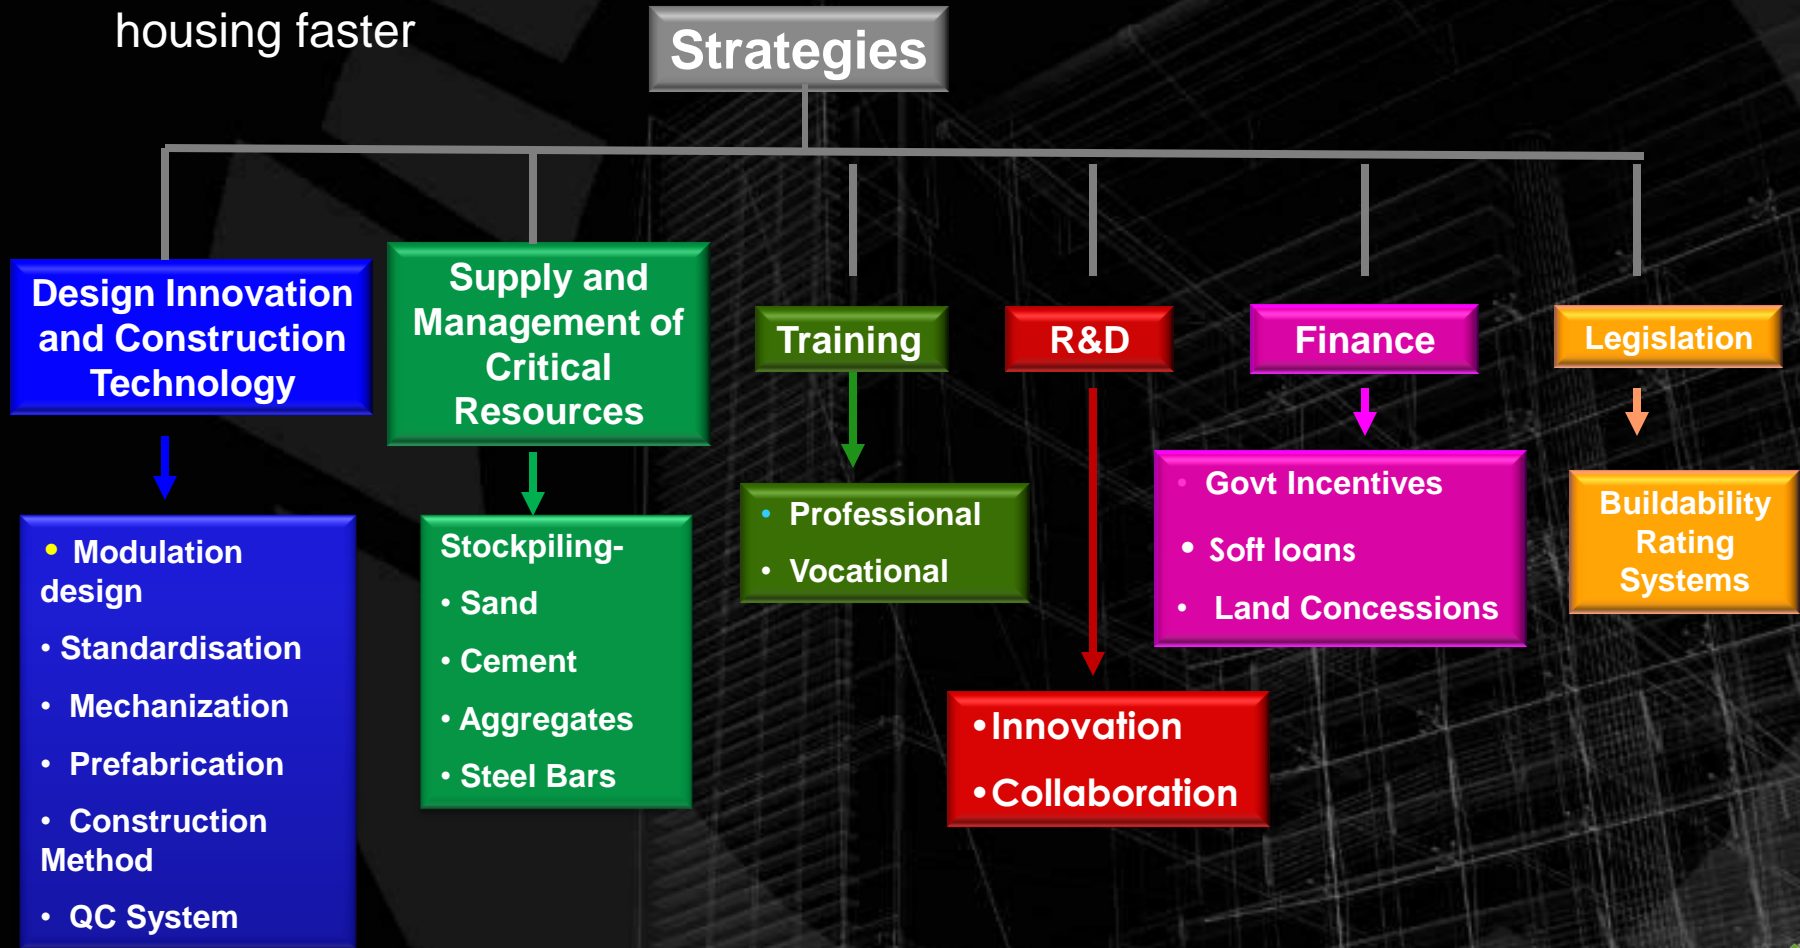 housing faster
Strategies
Design Innovation
and Construction
Technology
• Modulation
design
• Standardisation
• Mechanization
• Prefabrication
• Construction
Method
• QC System
Supply and
Management of
Critical
Resources
Stockpiling-
• Sand
• Cement
• Aggregates
• Steel Bars
Training
• Professional
• Vocational
R&D
•Innovation
•Collaboration
Finance
• Govt Incentives
• Soft loans
• Land Concessions
Legislation
Buildability
Rating
Systems